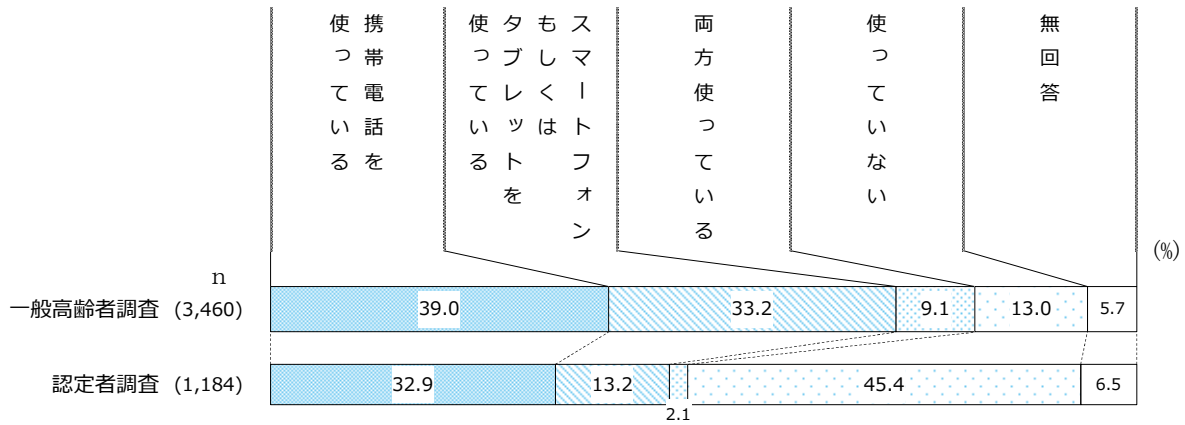 携帯電話を
使っている
スマートフォン
もしくは
タブレットを
使っている
両方使っている
使っていない
無回答
(%)
n
一般高齢者調査 (3,460)
39.0
33.2
9.1
13.0
5.7
認定者調査 (1,184)
32.9
13.2
2.1
45.4
6.5